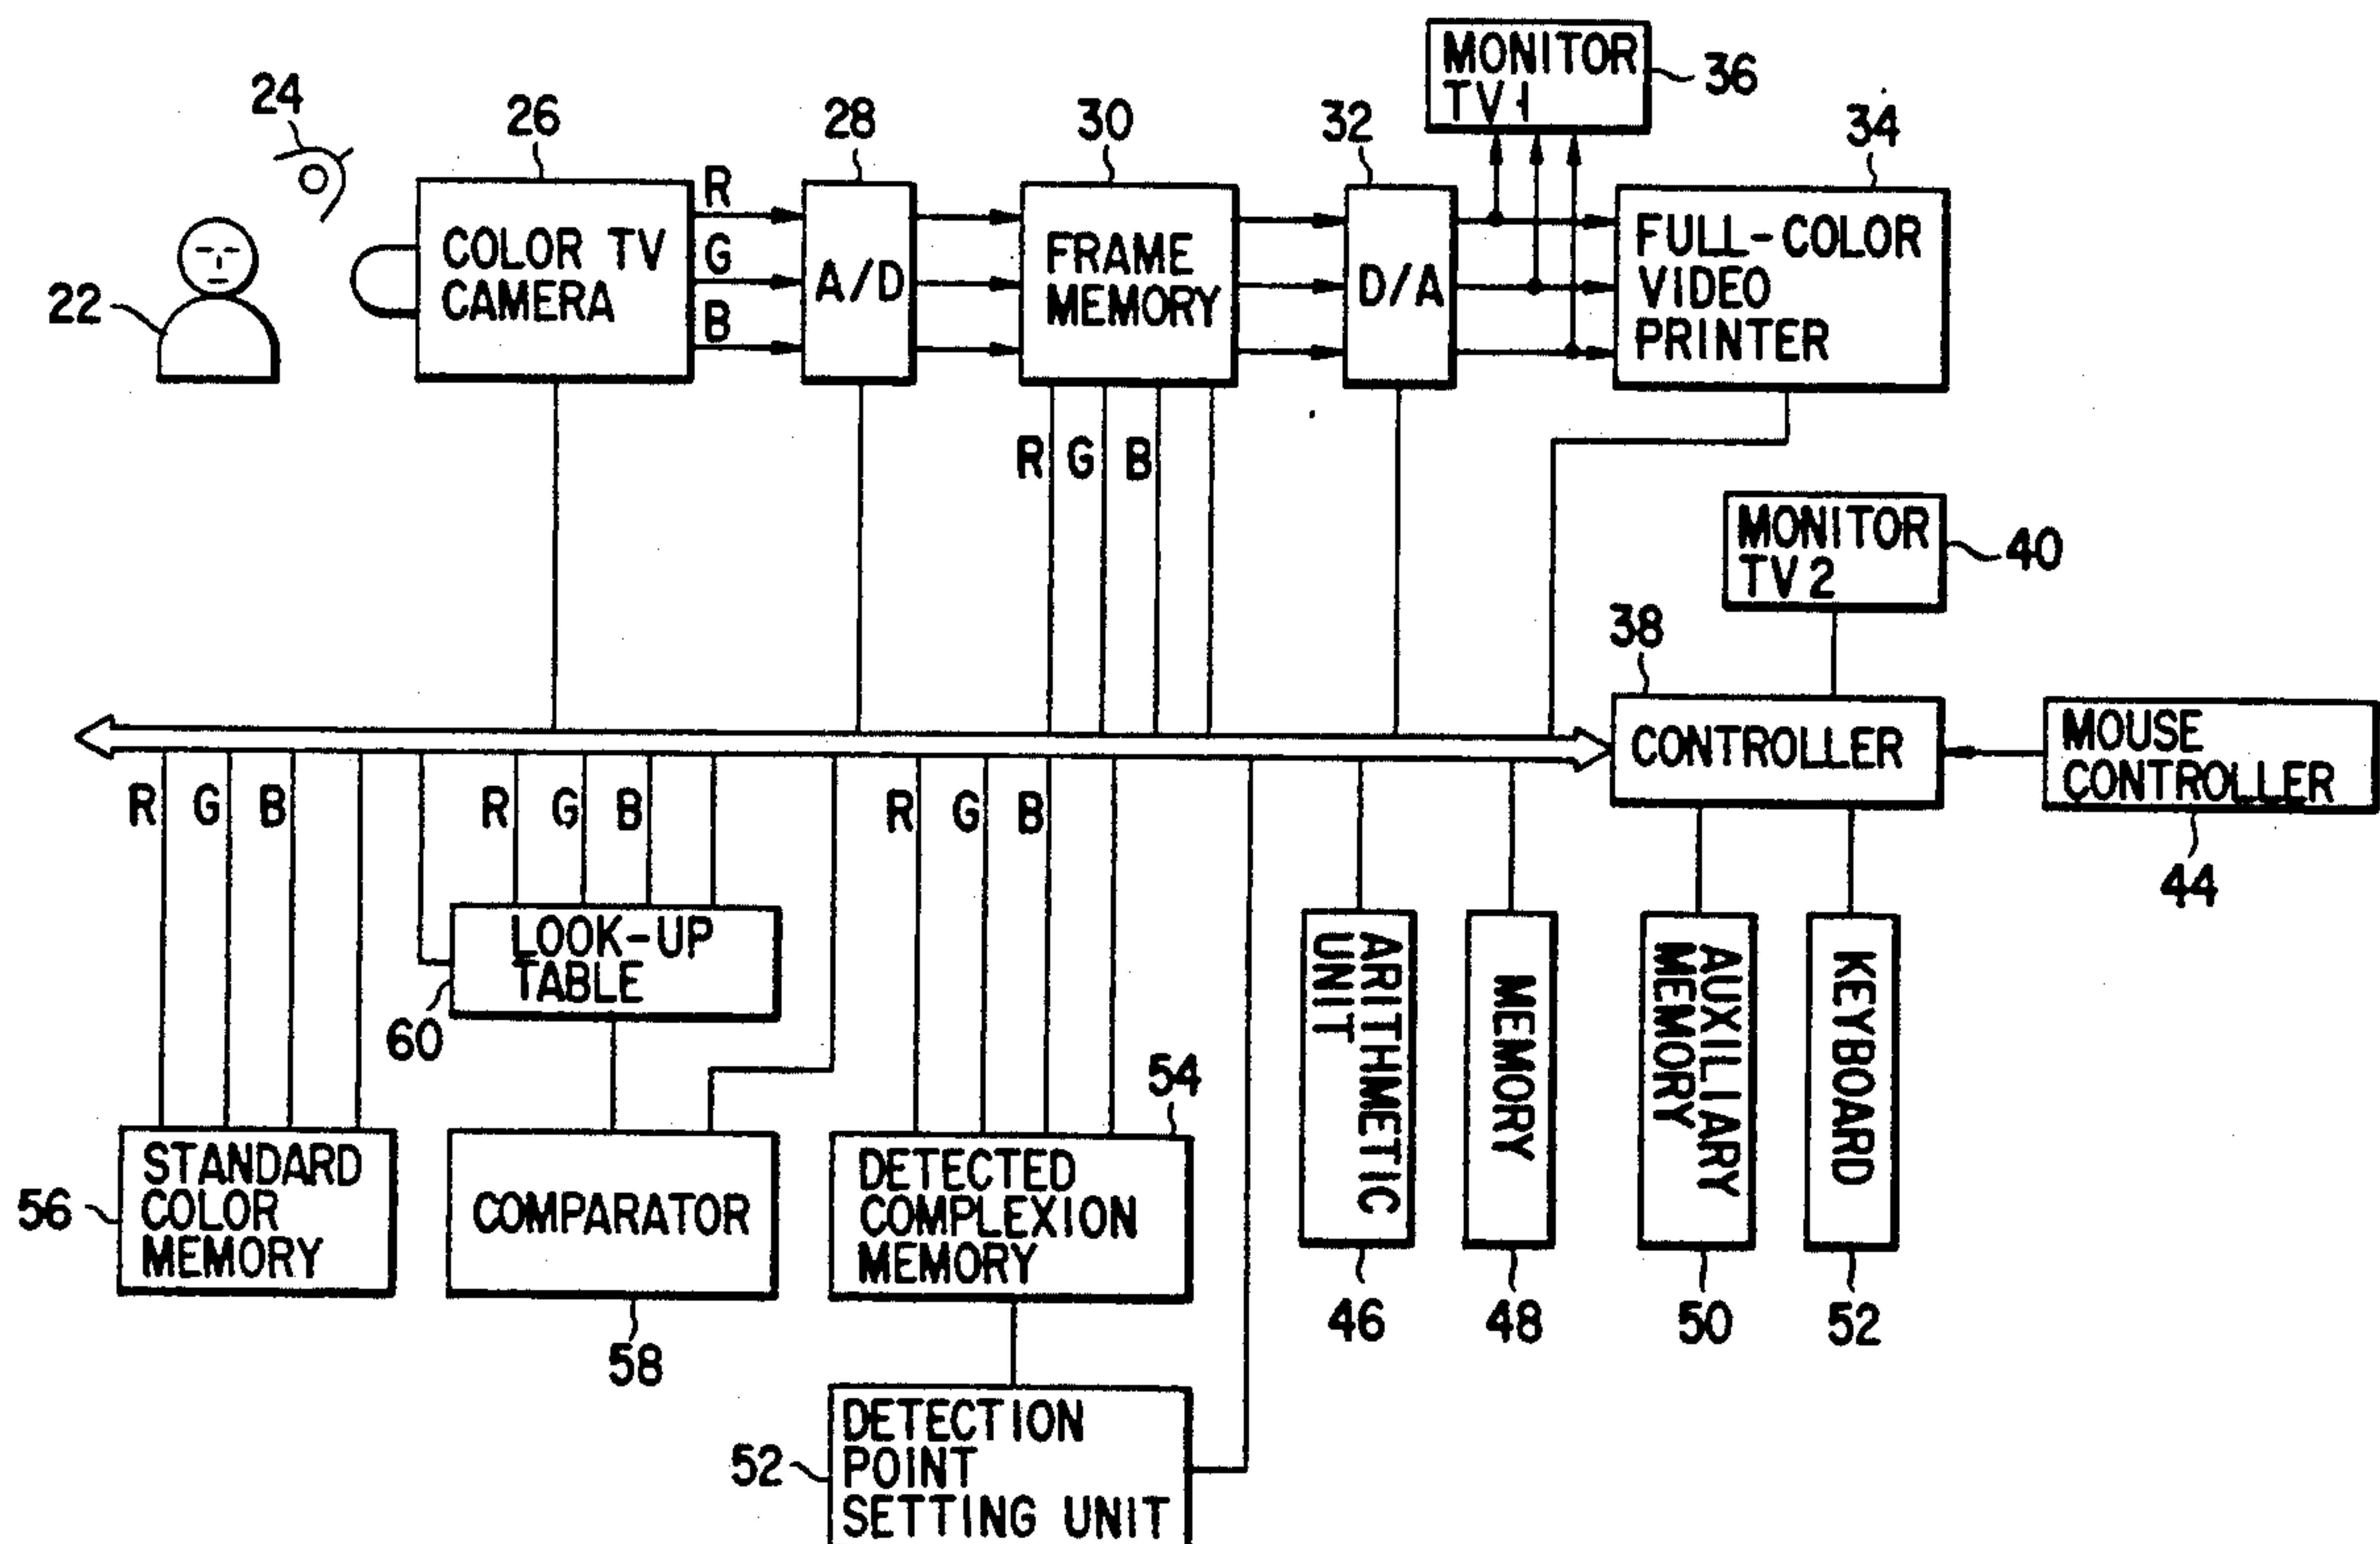 24
26
28
30
32
MONITOR
TV1
36
34
22
COLOR TV
CAMERA
R
G
B
A/D
FRAME
MEMORY
D/A
FULL-COLOR
VIDEO
PRINTER
R G B
MONITOR
TV2
40
38
CONTROLLER
MOUSE
CONTROLLER
44
R G B
R G B
R G B
LOOK-UP
TABLE
60
ARITHMETIC
UNIT
MEMORY
AUXILIARY
MEMORY
KEYBOARD
54
STANDARD
COLOR
MEMORY
56
COMPARATOR
58
DETECTED
COMPLEXION
MEMORY
46
48
50
52
52
DETECTION
POINT
SETTING UNIT